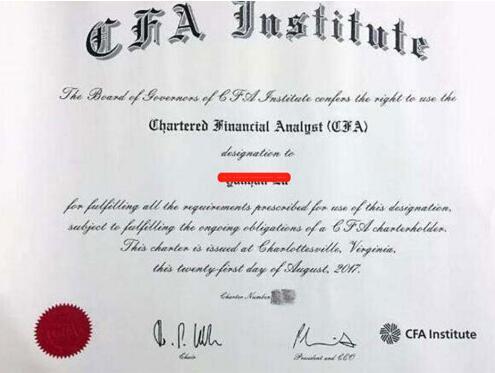 CFA Institute
The Board of Governors of CFA Institute confers the right to use the
Chartered Financial Analyst (CFA)
designation to
for fulfilling all the requirements prescribed for use of this designation,
subject to fulfilling the ongoing obligations of a CFA charterholder.
This charter is issued at Charlottesville, Virginia,
this twenty-first day of August, 2017.
Charter Number
CFA Institute
Chair
President and CEO